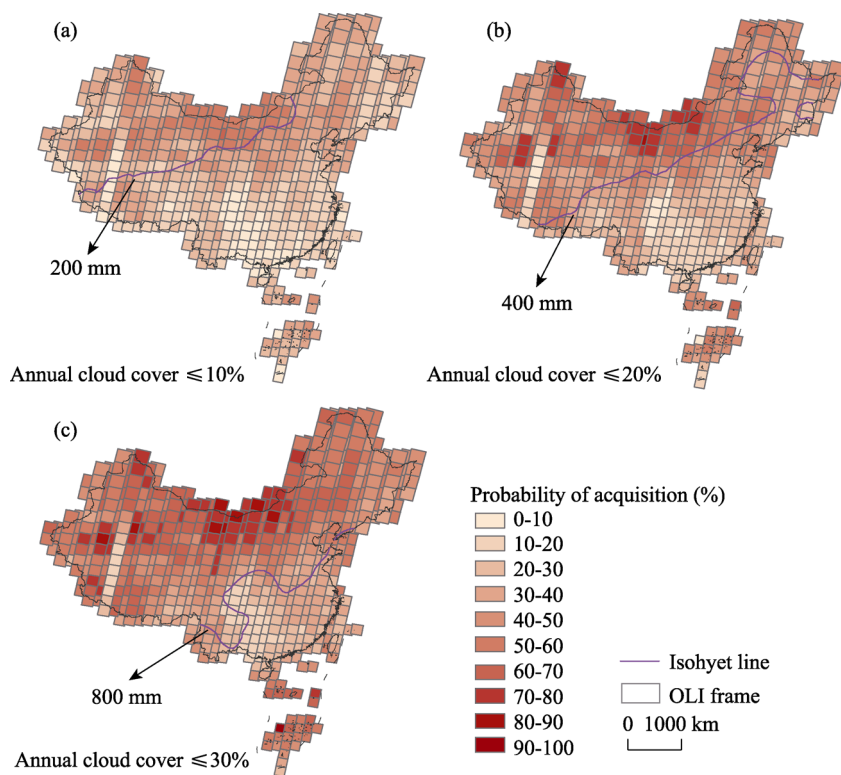 (a)
200 mm
Annual cloud cover ⩽10%
(b)
400 mm
Annual cloud cover ⩽20%
(c)
800 mm
Annual cloud cover ⩽30%
Probability of acquisition (%)
0-10
10-20
20-30
30-40
40-50
50-60
60-70
70-80
80-90
90-100
Isohyet line
OLI frame
0 1000 km